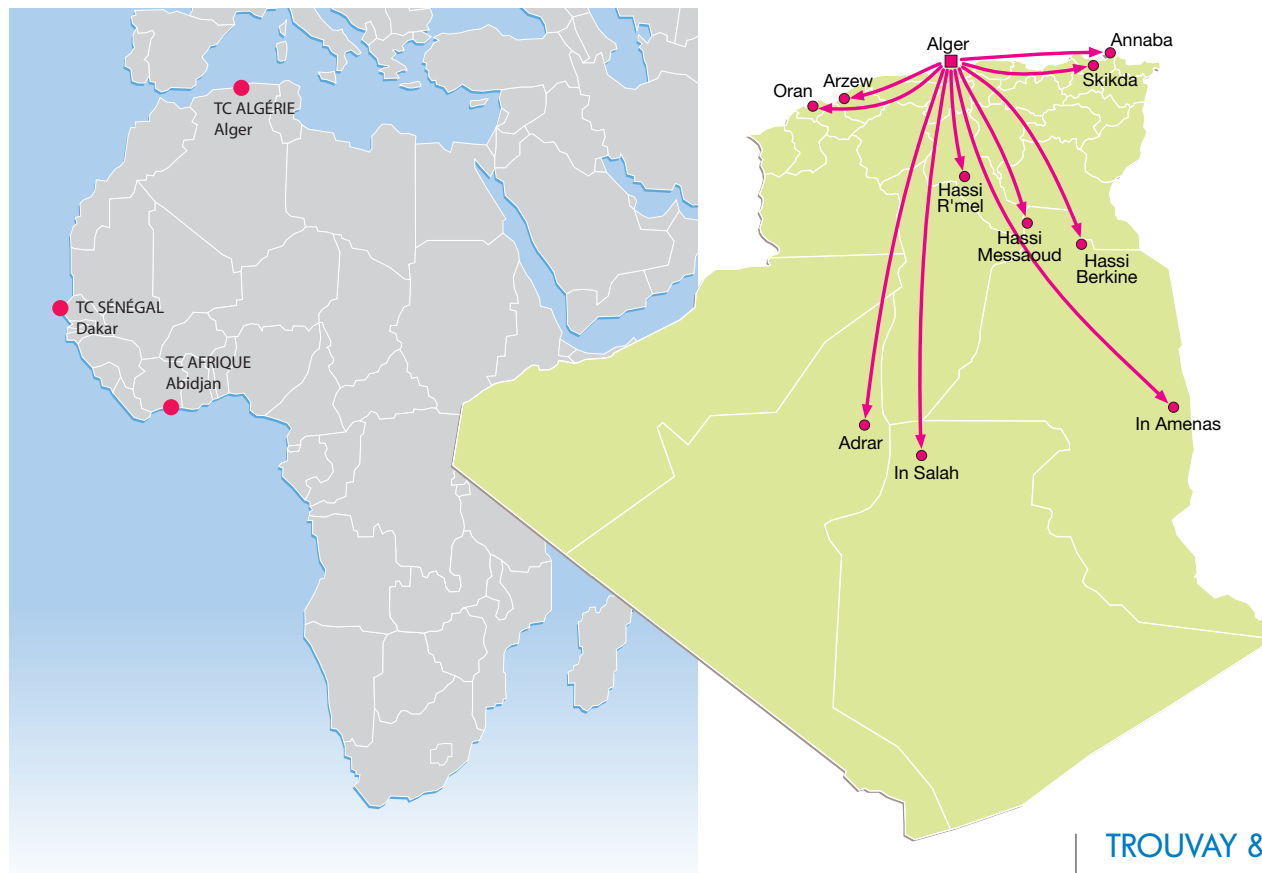 TC ALGÉRIE
Alger
TC SÉNÉGAL
Dakar
TC AFRIQUE
Abidjan
Alger
Annaba
Skikda
Arzew
Oran
Hassi
R'mel
Hassi
Messaoud
Hassi
Berkine
In Amenas
Adrar
In Salah
TROUVAY &